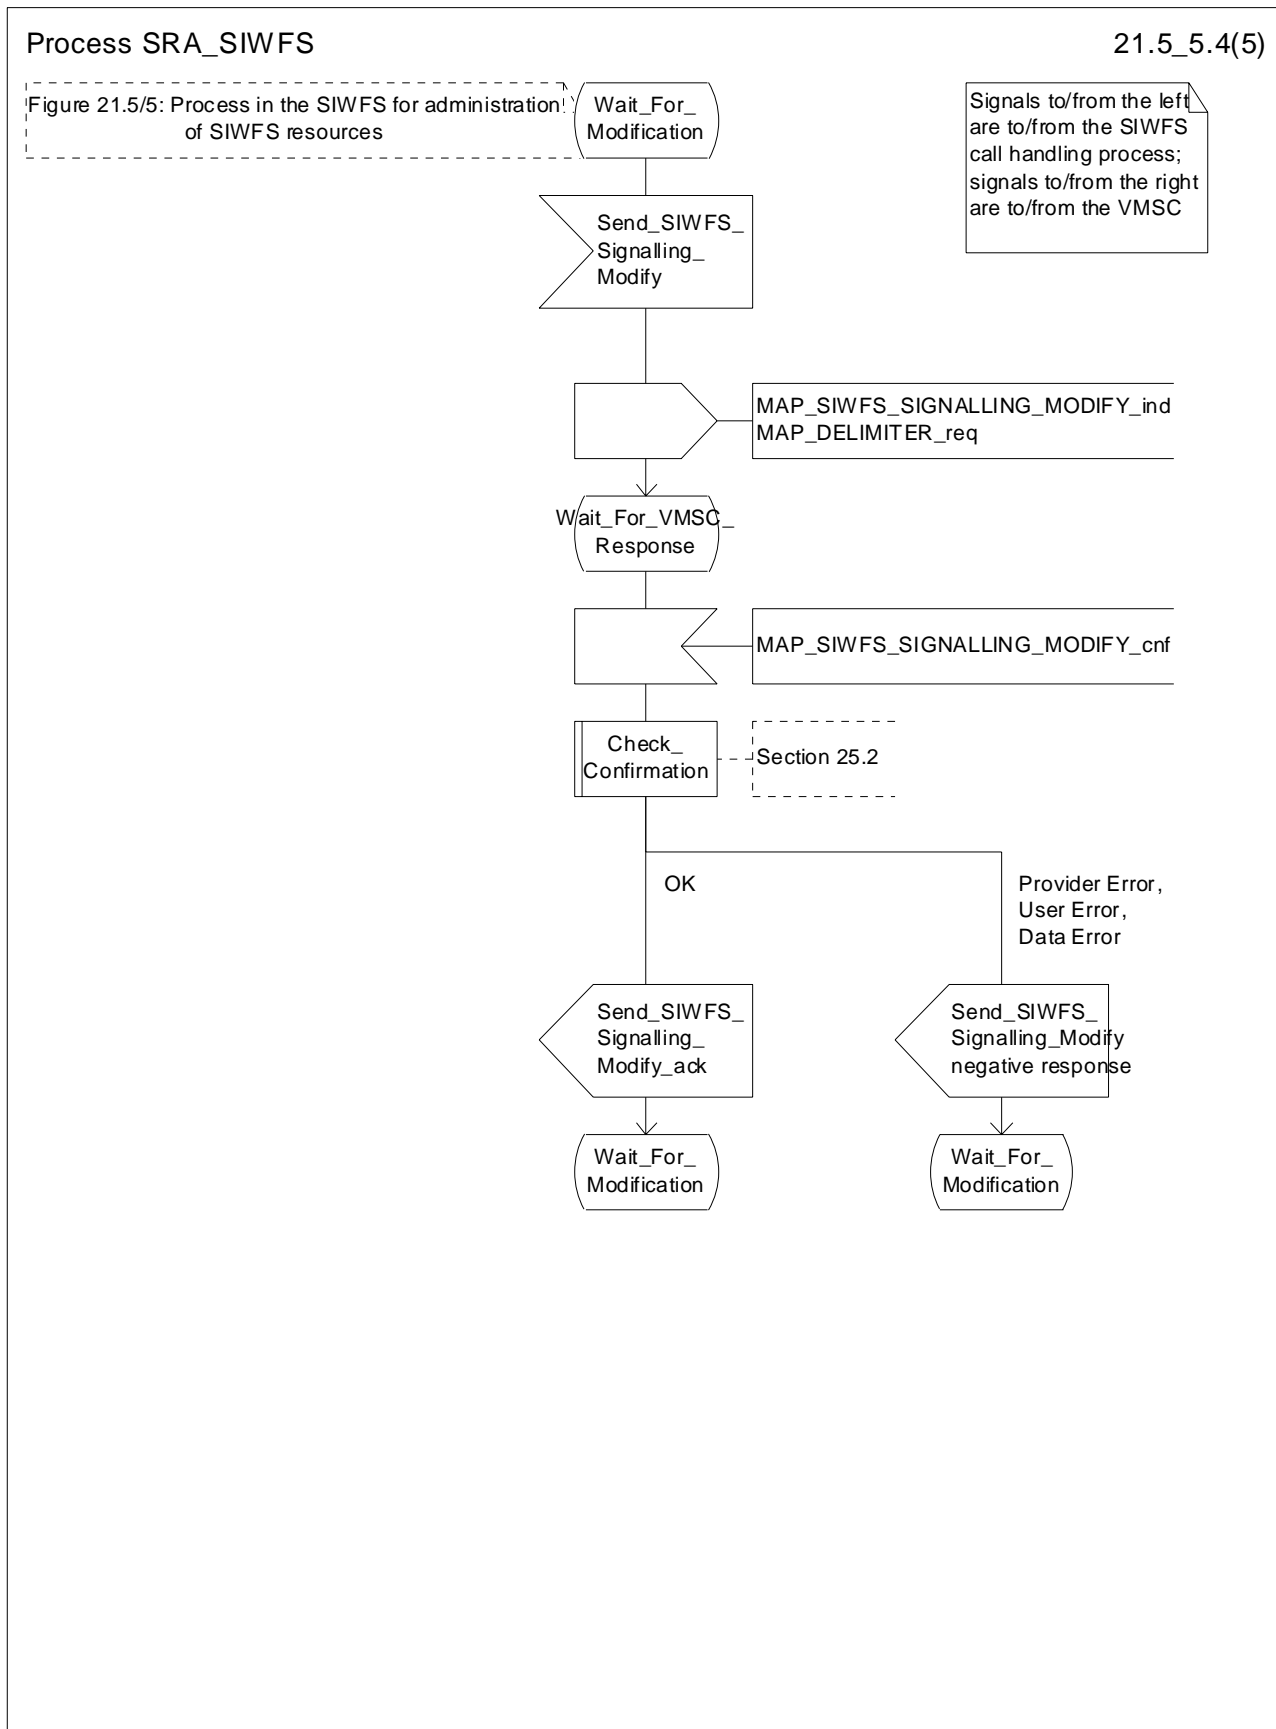 Process SRA_SIWFS
21.5_5.4(5)
Figure 21.5/5: Process in the SIWFS for administration
of SIWFS resources
Wait_For_
Modification
Signals to/from the left
are to/from the SIWFS
call handling process;
signals to/from the right
are to/from the VMSC
Send_SIWFS_
Signalling_
Modify
MAP_SIWFS_SIGNALLING_MODIFY_ind
MAP_DELIMITER_req
Wait_For_VMSC_
Response
MAP_SIWFS_SIGNALLING_MODIFY_cnf
Check_
Confirmation
Section 25.2
OK
Provider Error,
User Error,
Data Error
Send_SIWFS_
Signalling_
Modify_ack
Send_SIWFS_
Signalling_Modify
negative response
Wait_For_
Modification
Wait_For_
Modification